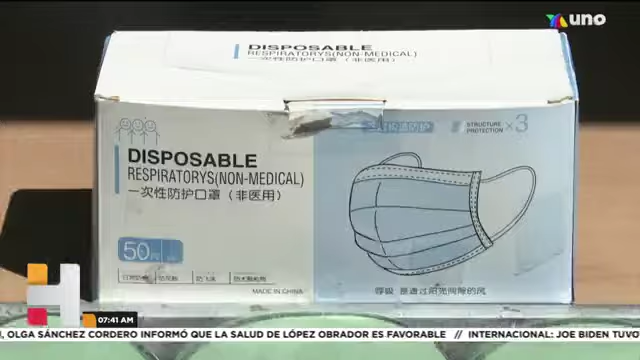 uno
DISPOSABLE
RESPIRATORYS(NON-MEDICAL)
一次性防护口罩（非医用）
STRUCTURE
PROTECTION ×3
DISPOSABLE
RESPIRATORYS(NON-MEDICAL)
一次性防护口罩（非医用）
50
MADE IN CHINA
呼吸
07:41 AM
, OLGA SÁNCHEZ CORDERO INFORMÓ QUE LA SALUD DE LÓPEZ OBRADOR ES FAVORABLE // INTERNACIONAL: JOE BIDEN TUVO